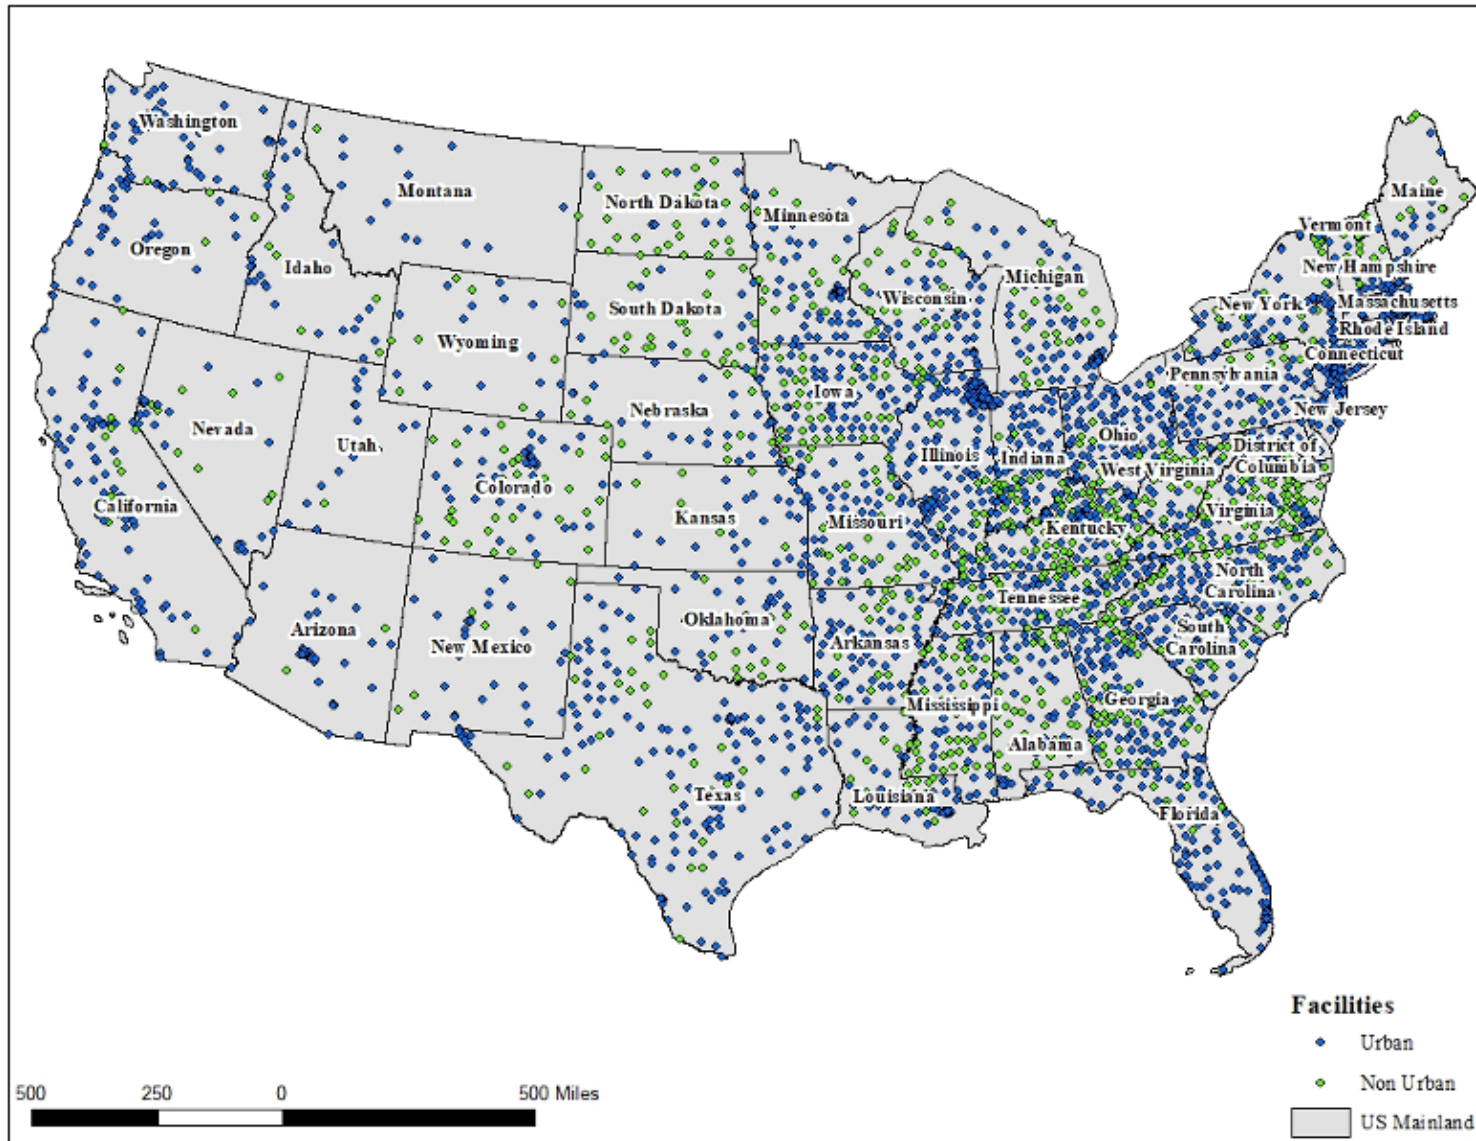 Washington
Montana
North Dakota
Minnesota
Maine
Vermont
Oregon
Idaho
New Hampshire
Michigan
Wisconsin
South Dakota
New York
Massachusetts
Rhode Island
Wyoming
Connecticut
Pennsylvania
Iowa
Nebraska
New Jersey
Nevada
Utah
Ohio
District of
Columbia
Illinois
Indiana
West Virginia
Colorado
California
Kansas
Missouri
Kentucky
Virginia
North
Carolina
Tennessee
Oklahoma
Arizona
New Mexico
Arkansas
South
Carolina
Mississippi
Georgia
Alabama
Texas
Louisiana
Florida
Facilities
Urban
Non Urban
US Mainland
500 250 0 500 Miles